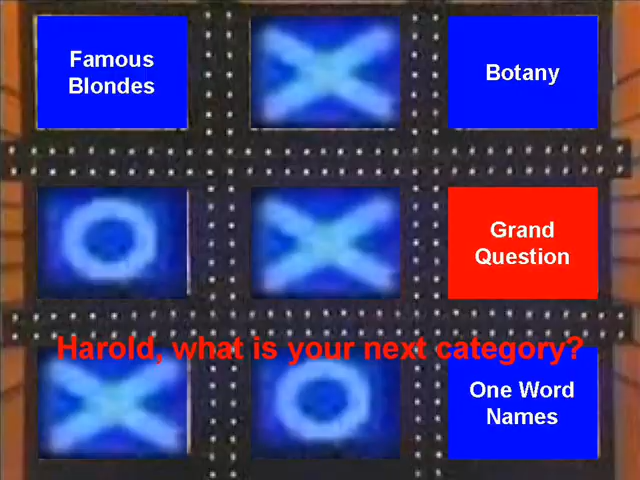 Famous
Blondes
X
Botany
O
X
Grand
Question
Harold, what is your next category?
X
O
One Word
Names